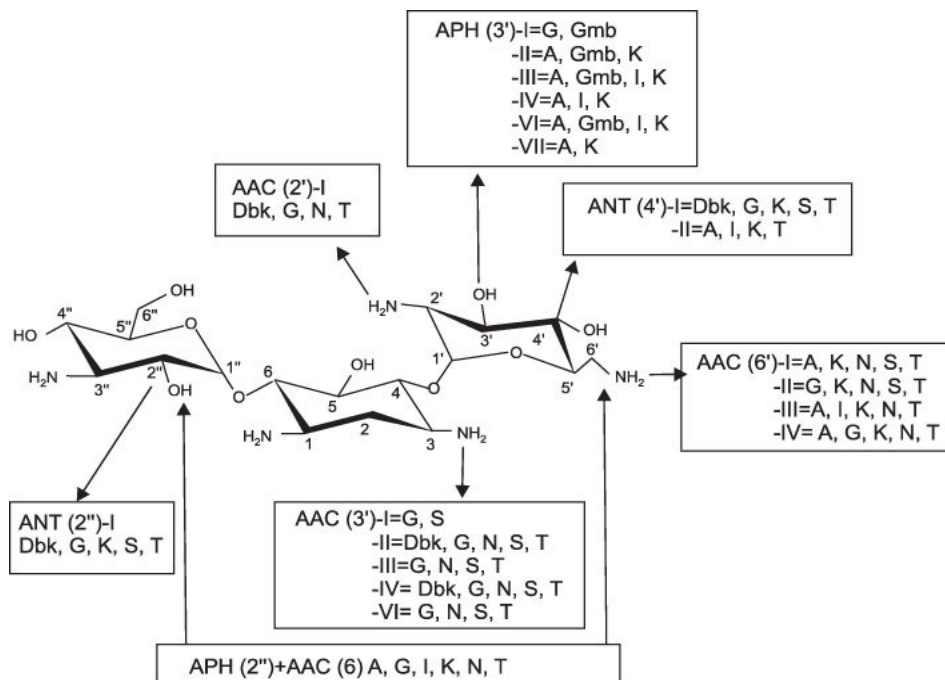 APH (3')-I=G, Gmb
-II=A, Gmb, K
-III=A, Gmb, I, K
-IV=A, I, K
-VI=A, Gmb, I, K
-VII=A, K
AAC (2')-I
Dbk, G, N, T
ANT (4')-I=Dbk, G, K, S, T
-II=A, I, K, T
OH
6"
4"
HO
5"
O
H₂N
3"
2"
OH
1"
O
H₂N
2'
OH
3'
4'
OH
1'
O
6'
5'
NH₂
OH
6
5
4
O
H₂N
1
2
3
NH₂
AAC (6')-I=A, K, N, S, T
-II=G, K, N, S, T
-III=A, I, K, N, T
-IV= A, G, K, N, T
ANT (2")-I
Dbk, G, K, S, T
AAC (3')-I=G, S
-II=Dbk, G, N, S, T
-III=G, N, S, T
-IV= Dbk, G, N, S, T
-VI= G, N, S, T
APH (2")+AAC (6) A, G, I, K, N, T